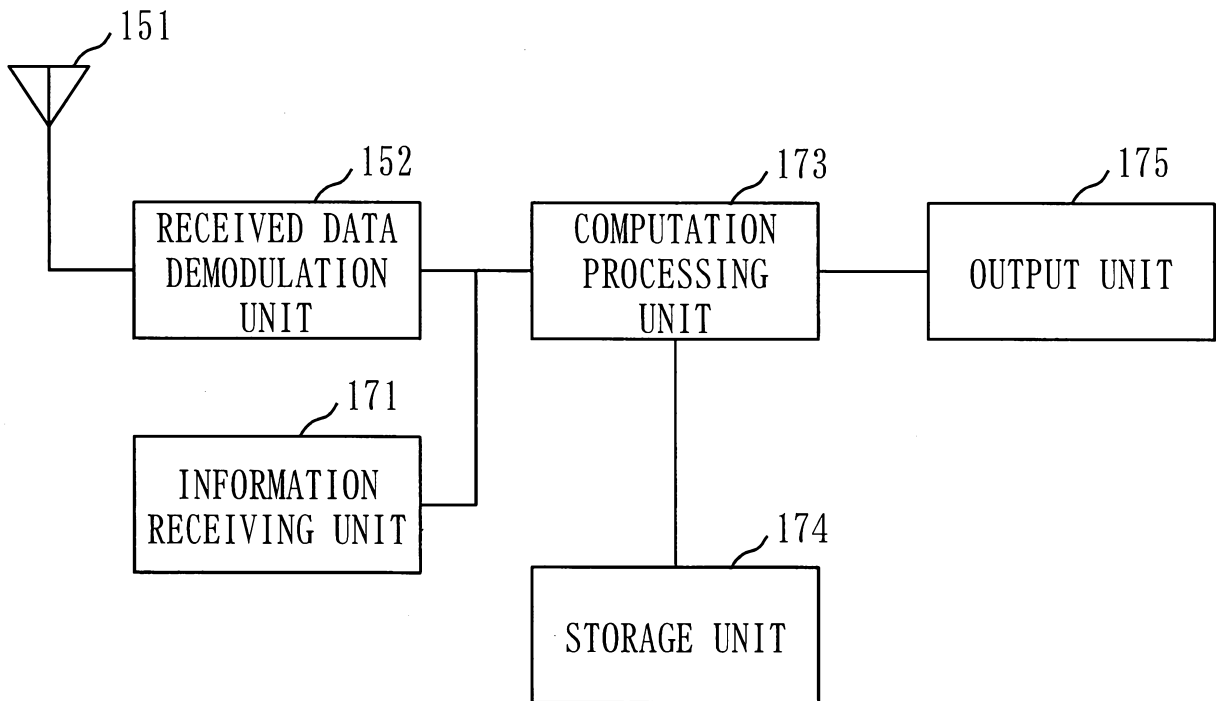 151
152
RECEIVED DATA
DEMODULATION
UNIT
173
COMPUTATION
PROCESSING
UNIT
175
OUTPUT UNIT
171
INFORMATION
RECEIVING UNIT
174
STORAGE UNIT